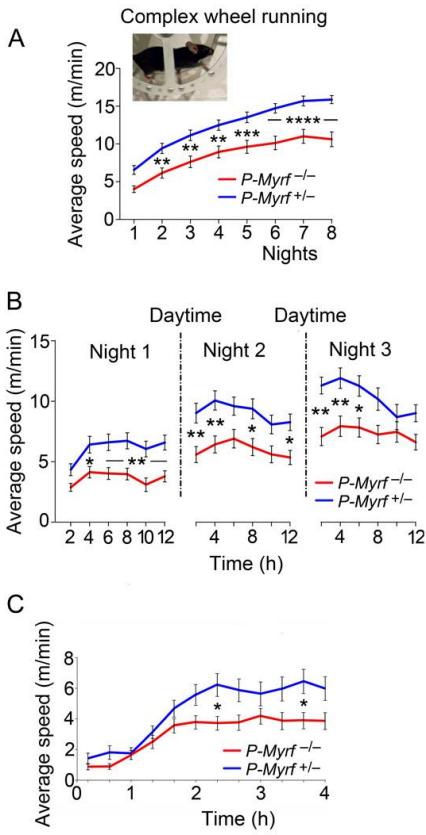 Complex wheel running
A
Average speed (m/min)
20
15
10
5
0
** ** ** *** — **** —
P-Myrf –/–
P-Myrf +/–
1 2 3 4 5 6 7 8
Nights
B
Daytime Daytime
Night 1 Night 2 Night 3
Average speed (m/min)
15
10
5
0
* — ** — ** ** * * ** ** *
P-Myrf –/–
P-Myrf +/–
2 4 6 8 10 12 4 8 12 4 8 12
Time (h)
C
Average speed (m/min)
8
6
4
2
0
* *
P-Myrf –/–
P-Myrf +/–
0 1 2 3 4
Time (h)